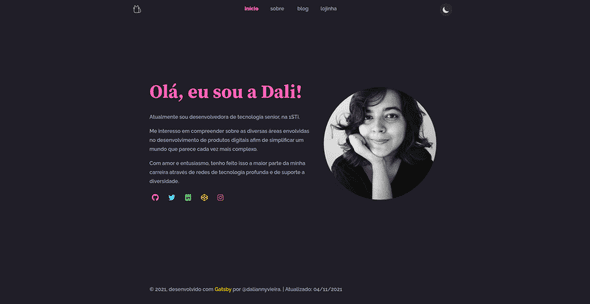 início sobre blog lojinha
Olá, eu sou a Dali!
Atualmente sou desenvolvedora de tecnologia senior, na 1STi.
Me interesso em compreender sobre as diversas áreas envolvidas
no desenvolvimento de produtos digitais afim de simplificar um
mundo que parece cada vez mais complexo.
Com amor e entusiasmo, tenho feito isso a maior parte da minha
carreira através de redes de tecnologia profunda e de suporte a
diversidade.
© 2021, desenvolvido com Gatsby por @daliannyvieira. | Atualizado: 04/11/2021